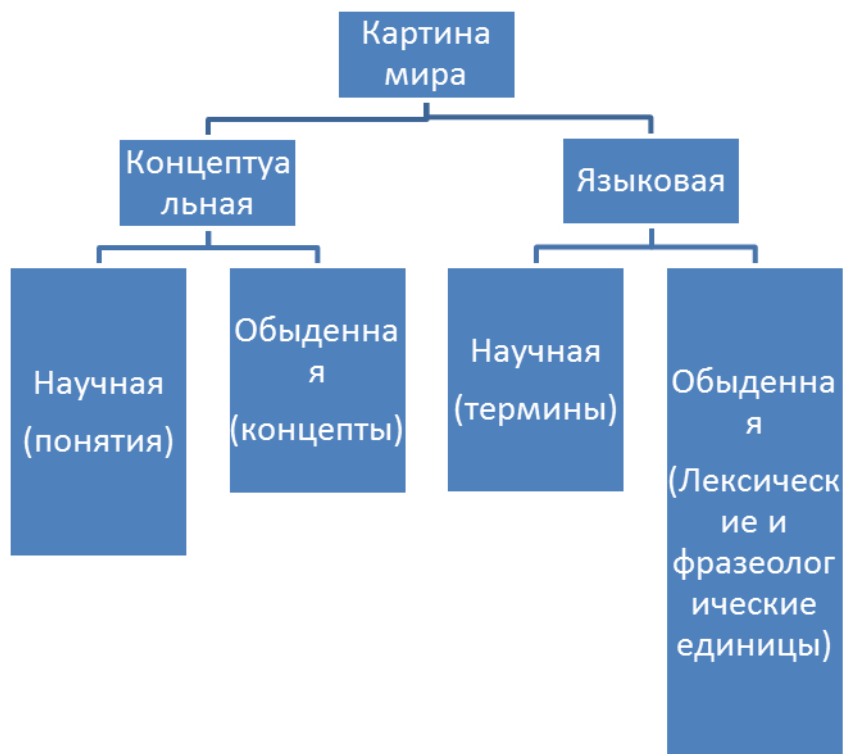 Картина
мира
Концептуа
льная
Языковая
Научная
(понятия)
Обыденна
я
(концепты)
Научная
(термины)
Обыденна
я
(Лексическ
ие и
фразеолог
ические
единицы)